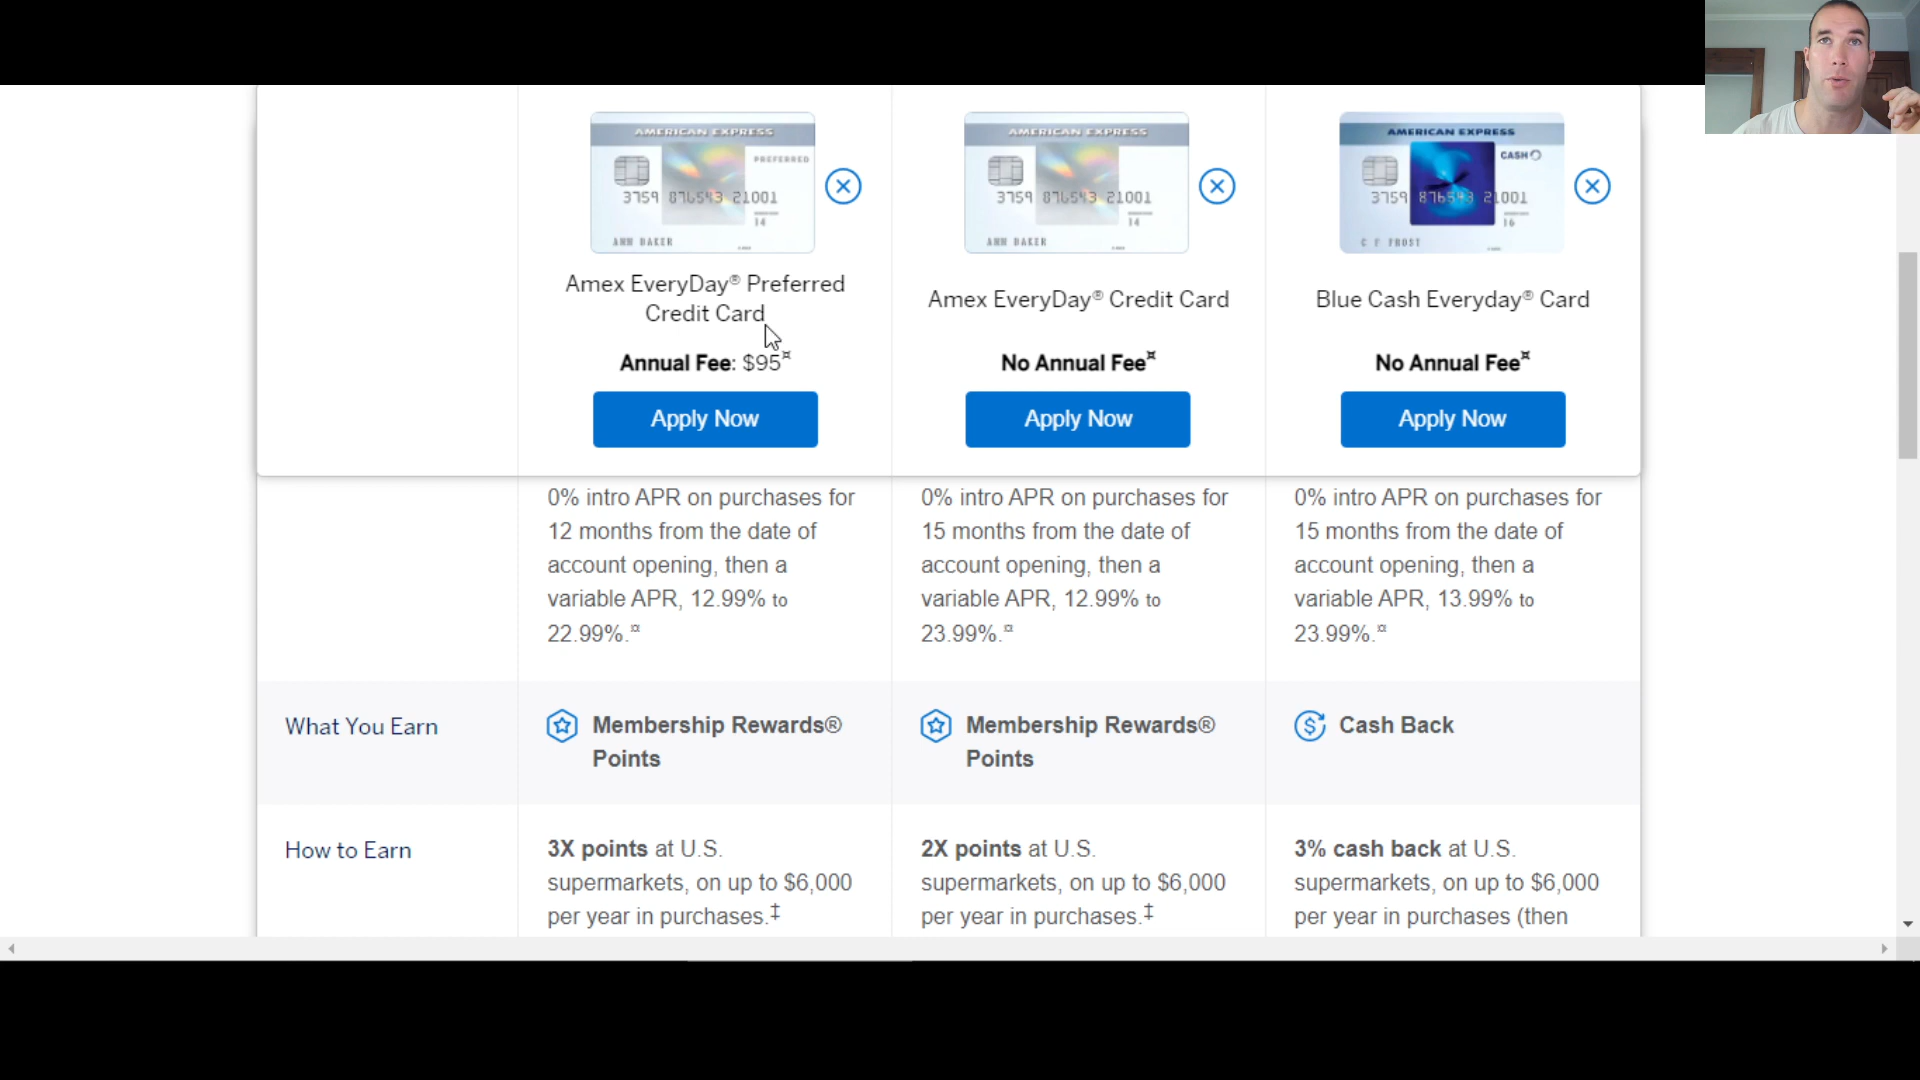 AMERICAN EXPRESS
PREFERRED
3759 876543 21001
14
ANN BAKER
Amex EveryDay® Preferred
Credit Card
Annual Fee: $95¤
Apply Now
AMERICAN EXPRESS
3759 876543 21001
14
ANN BAKER
Amex EveryDay® Credit Card
No Annual Fee¤
Apply Now
AMERICAN EXPRESS
CASH
3759 876543 21001
16
C F FROST
Blue Cash Everyday® Card
No Annual Fee¤
Apply Now
0% intro APR on purchases for
12 months from the date of
account opening, then a
variable APR, 12.99% to
22.99%.¤
0% intro APR on purchases for
15 months from the date of
account opening, then a
variable APR, 12.99% to
23.99%.¤
0% intro APR on purchases for
15 months from the date of
account opening, then a
variable APR, 13.99% to
23.99%.¤
What You Earn
Membership Rewards®
Points
Membership Rewards®
Points
Cash Back
How to Earn
3X points at U.S.
supermarkets, on up to $6,000
per year in purchases.‡
2X points at U.S.
supermarkets, on up to $6,000
per year in purchases.‡
3% cash back at U.S.
supermarkets, on up to $6,000
per year in purchases (then